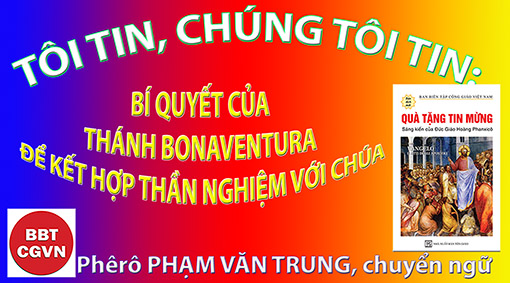 TÔI TIN, CHÚNG TÔI TIN:
BÍ QUYẾT CỦA
THÁNH BONAVENTURA
ĐỂ KẾT HỢP THẦN NGHIỆM VỚI CHÚA
BAN BIÊN TẬP CÔNG GIÁO VIỆT NAM
QUÀ TẶNG TIN MỪNG
Sáng kiến của Đức Giáo Hoàng Phanxicô
BBT
CGVN
Phêrô PHẠM VĂN TRUNG, chuyển ngữ